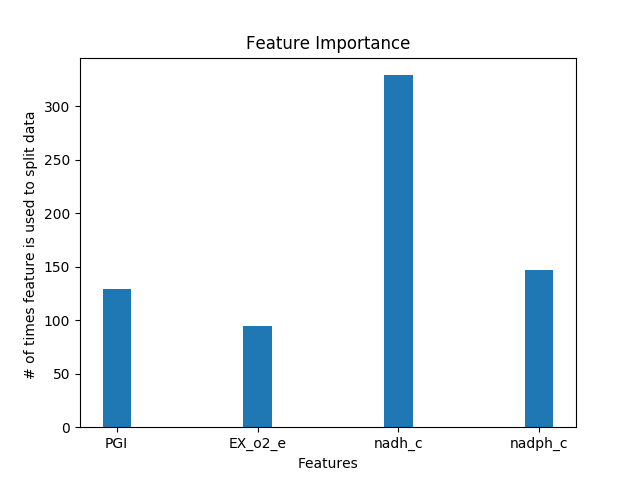 Feature Importance
# of times feature is used to split data
300
250
200
150
100
50
0
PGI EX_o2_e nadh_c nadph_c
Features